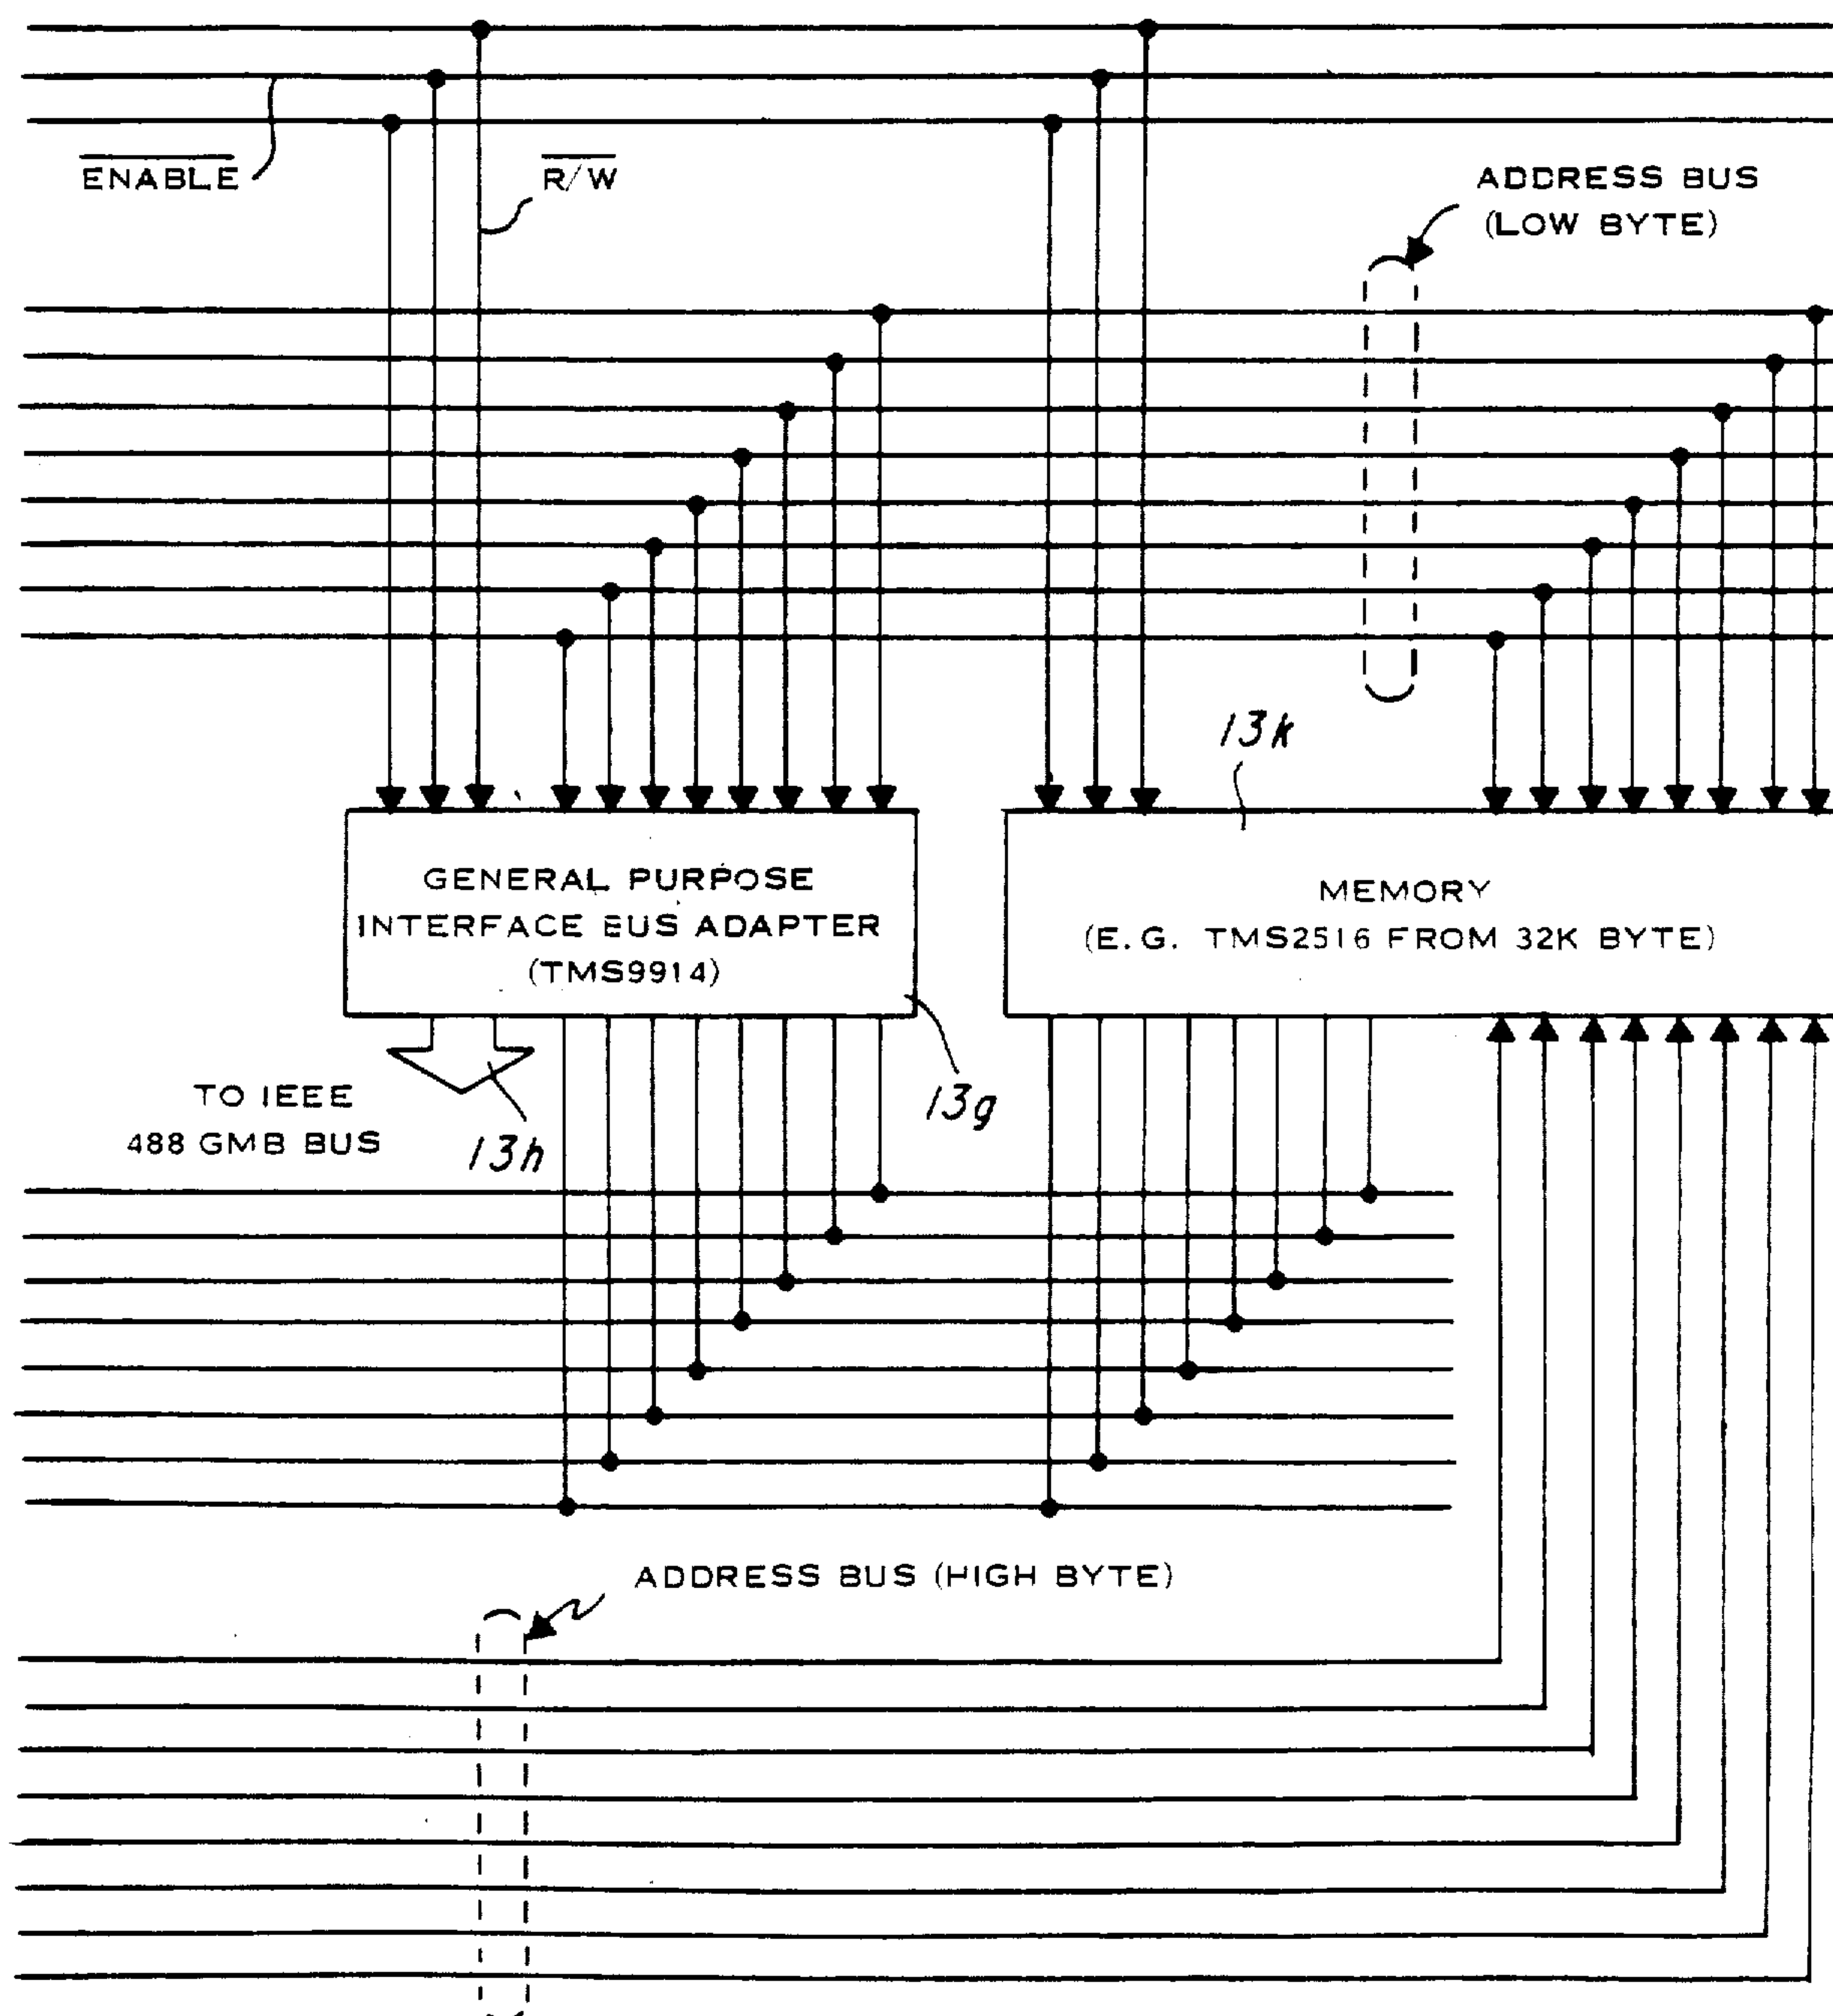 ENABLE
R/W
ADDRESS BUS
(LOW BYTE)
13k
GENERAL PURPOSE
INTERFACE BUS ADAPTER
(TMS9914)
MEMORY
(E.G. TMS2516 FROM 32K BYTE)
TO IEEE
488 GMB BUS
13h
13g
ADDRESS BUS (HIGH BYTE)